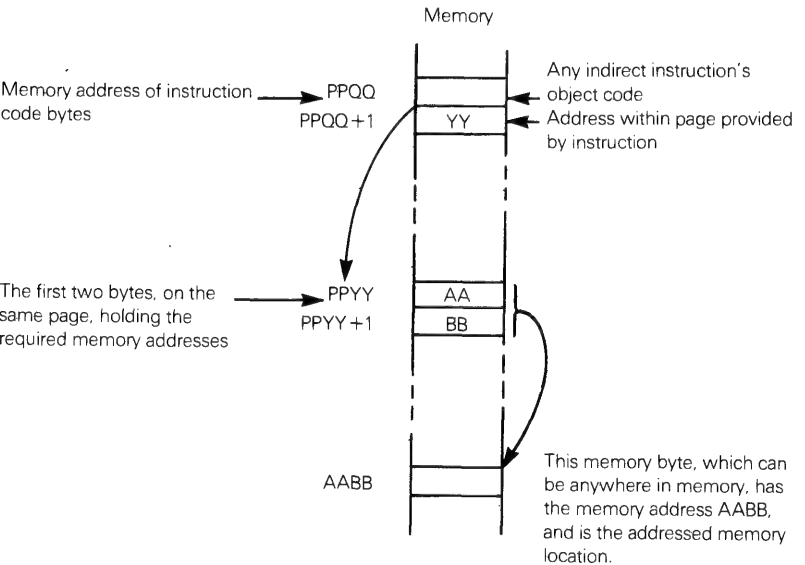 Memory
Memory address of instruction
code bytes
PPQQ
PPQQ+1
YY
Any indirect instruction's
object code
Address within page provided
by instruction
The first two bytes, on the
same page, holding the
required memory addresses
PPYY
PPYY+1
AA
BB
AABB
This memory byte, which can
be anywhere in memory, has
the memory address AABB,
and is the addressed memory
location.